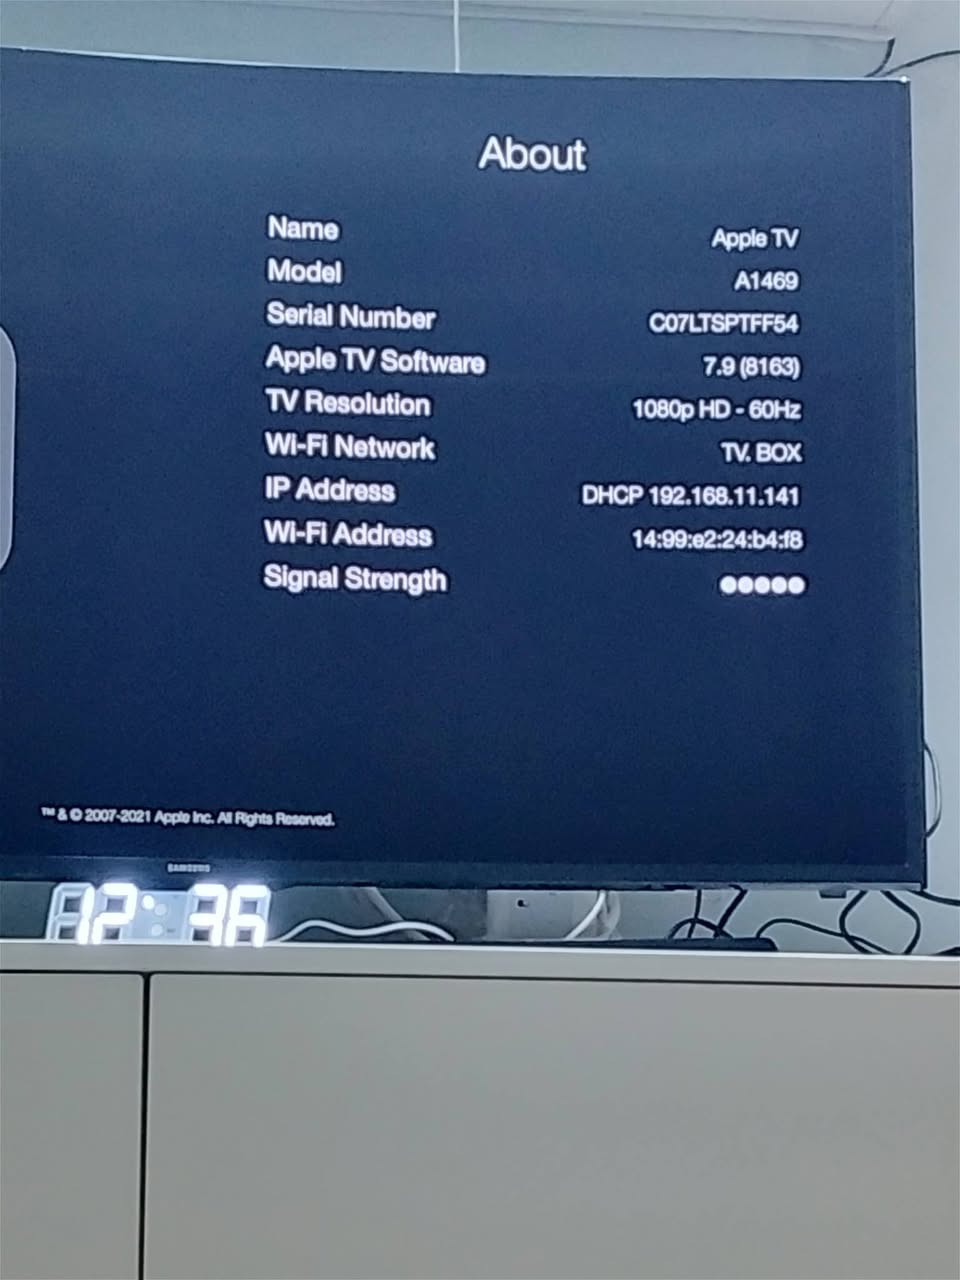 About
Name Apple TV
Model A1469
Serial Number C07LTSPTFF54
Apple TV Software 7.9 (8163)
TV Resolution 1080p HD - 60Hz
Wi-Fi Network TV. BOX
IP Address DHCP 192.168.11.141
Wi-Fi Address 14:99:e2:24:b4:f8
Signal Strength ●●●●●
™ & © 2007-2021 Apple Inc. All Rights Reserved.
SAMSUNG
12:36